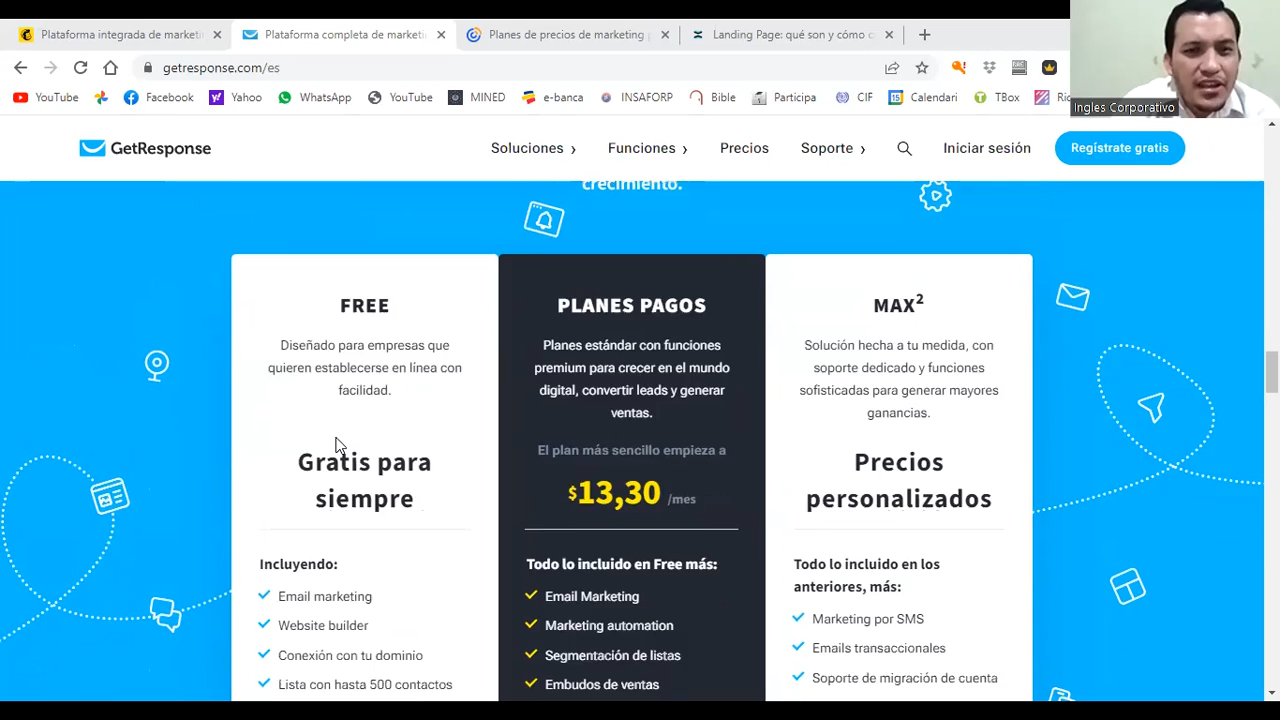 Plataforma integrada de marketi
Plataforma completa de marketi
Planes de precios de marketing
Landing Page: qué son y cómo c
getresponse.com/es
YouTube
Facebook
Yahoo
WhatsApp
YouTube
MINED
e-banca
INSAFORP
Bible
Participa
CIF
Calendari
TBox
Ingles Corporativo
GetResponse
Soluciones
Funciones
Precios
Soporte
Iniciar sesión
Regístrate gratis
crecimiento.
FREE
Diseñado para empresas que
quieren establecerse en línea con
facilidad.
Gratis para
siempre
Incluyendo:
Email marketing
Website builder
Conexión con tu dominio
Lista con hasta 500 contactos
PLANES PAGOS
Planes estándar con funciones
premium para crecer en el mundo
digital, convertir leads y generar
ventas.
El plan más sencillo empieza a
$13,30 /mes
Todo lo incluido en Free más:
Email Marketing
Marketing automation
Segmentación de listas
Embudos de ventas
MAX²
Solución hecha a tu medida, con
soporte dedicado y funciones
sofisticadas para generar mayores
ganancias.
Precios
personalizados
Todo lo incluido en los
anteriores, más:
Marketing por SMS
Emails transaccionales
Soporte de migración de cuenta